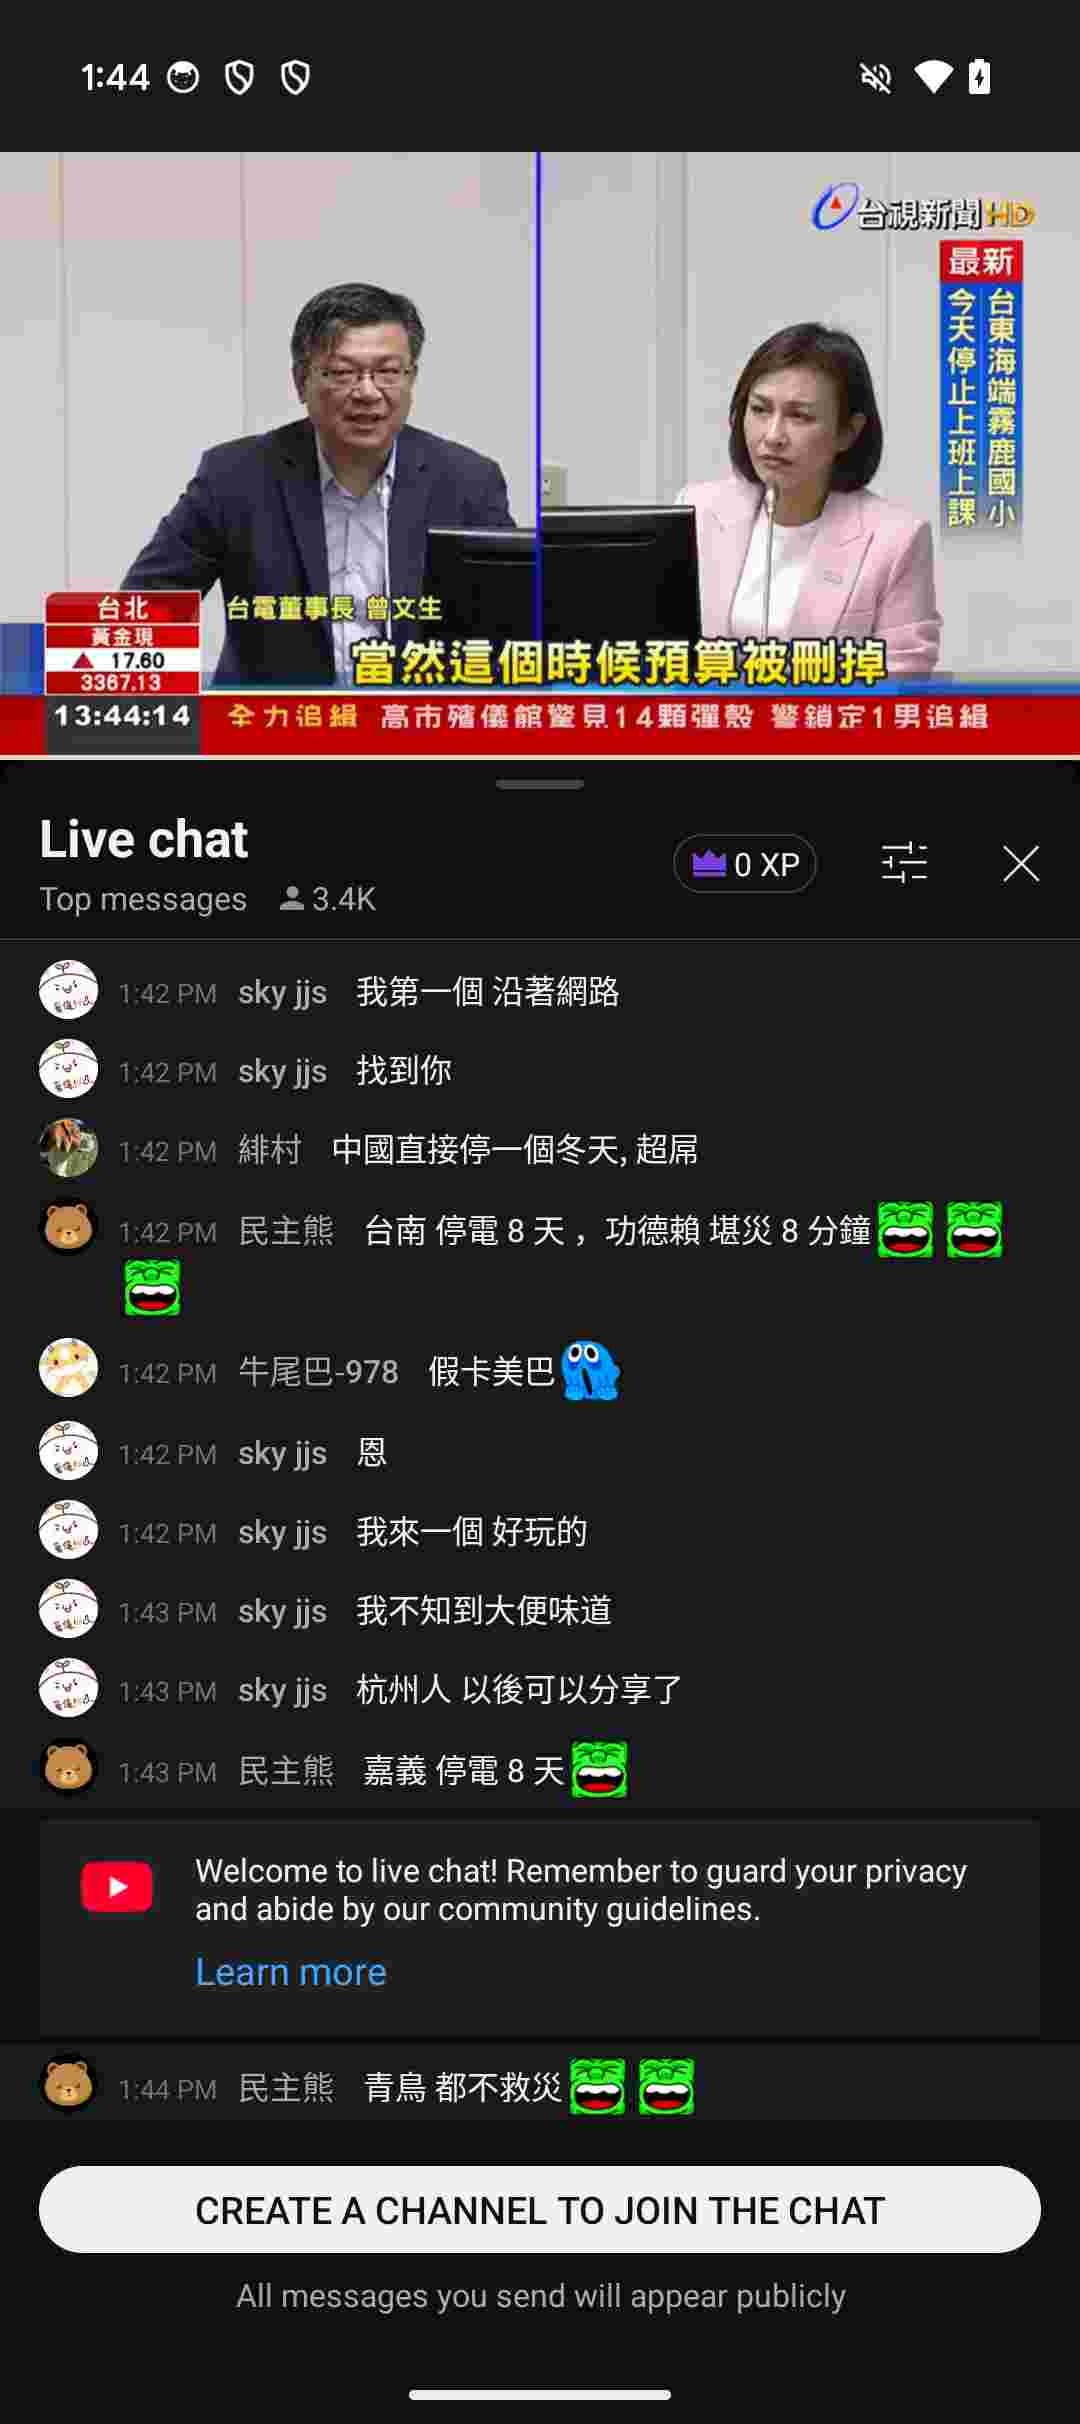 1:44
台視新聞HD
最新
台東海端霧鹿國小
今天停止上班上課
台北
黃金現
▲ 17.60
3367.13
13:44:14
台電董事長 曾文生
當然這個時候預算被刪掉
全力追緝 高市殯儀館驚見14顆彈殼 警鎖定1男追緝
Live chat
0 XP
Top messages 3.4K
1:42 PM sky jjs 我第一個 沿著網路
1:42 PM sky jjs 找到你
1:42 PM 緋村 中國直接停一個冬天, 超屌
1:42 PM 民主熊 台南 停電 8 天 , 功德賴 堪災 8 分鐘
1:42 PM 牛尾巴-978 假卡美巴
1:42 PM sky jjs 恩
1:42 PM sky jjs 我來一個 好玩的
1:43 PM sky jjs 我不知到大便味道
1:43 PM sky jjs 杭州人 以後可以分享了
1:43 PM 民主熊 嘉義 停電 8 天
Welcome to live chat! Remember to guard your privacy
and abide by our community guidelines.
Learn more
1:44 PM 民主熊 青鳥 都不救災
CREATE A CHANNEL TO JOIN THE CHAT
All messages you send will appear publicly